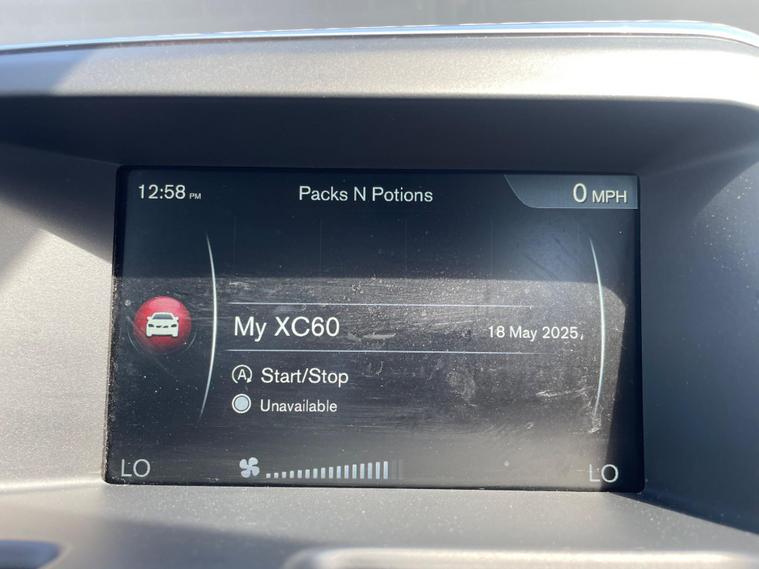 12:58 PM
Packs N Potions
0 MPH
My XC60
18 May 2025
A Start/Stop
Unavailable
LO
LO